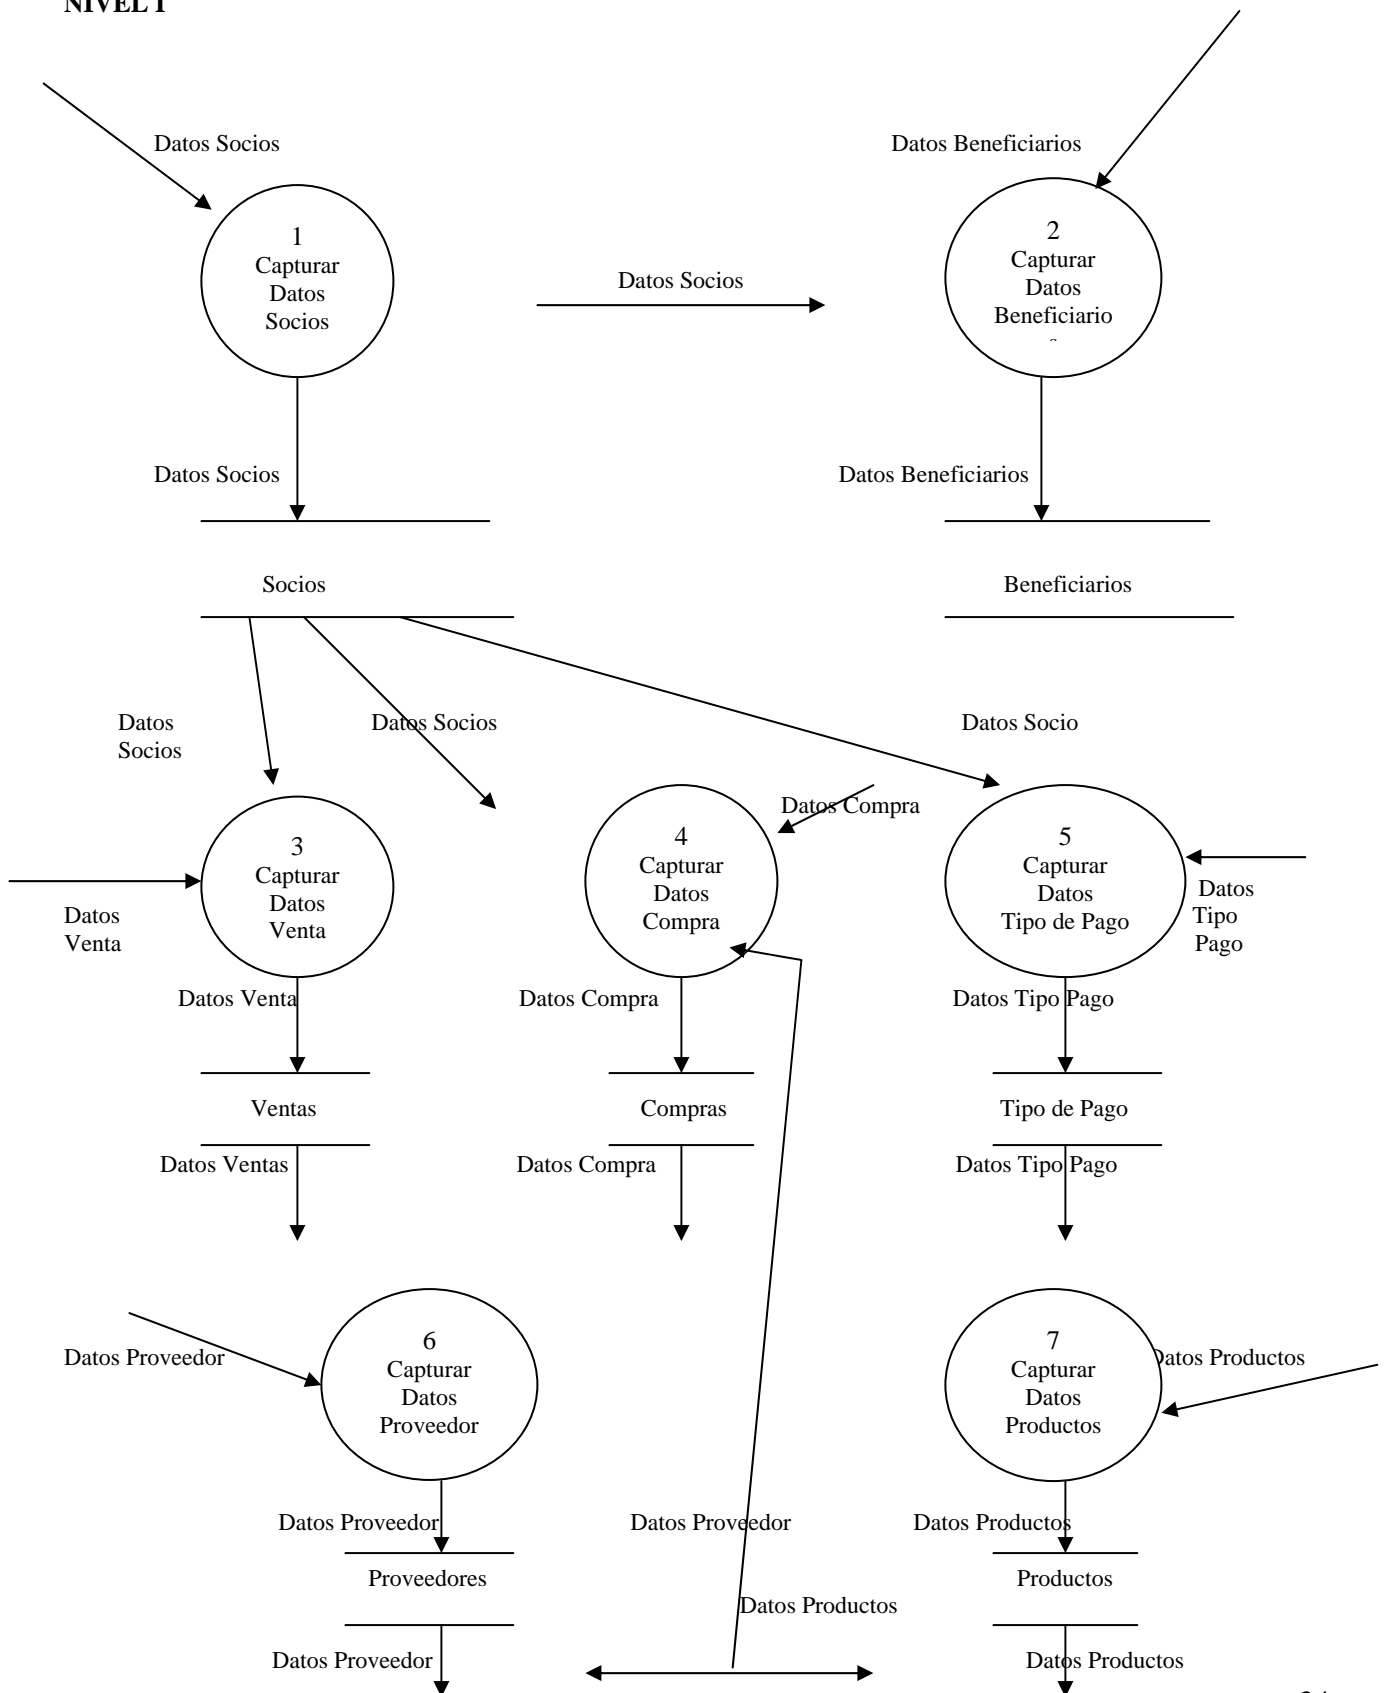 NIVEL I
Datos Socios
Datos Beneficiarios
1
Capturar
Datos
Socios
Datos Socios
2
Capturar
Datos
Beneficiario
s
Datos Socios
Datos Beneficiarios
Socios
Beneficiarios
Datos
Socios
Datos Socios
Datos Socio
3
Capturar
Datos
Venta
4
Capturar
Datos
Compra
Datos Compra
5
Capturar
Datos
Tipo de Pago
Datos
Venta
Datos
Tipo
Pago
Datos Venta
Datos Compra
Datos Tipo Pago
Ventas
Compras
Tipo de Pago
Datos Ventas
Datos Compra
Datos Tipo Pago
Datos Proveedor
6
Capturar
Datos
Proveedor
7
Capturar
Datos
Productos
Datos Productos
Datos Proveedor
Datos Proveedor
Datos Productos
Proveedores
Productos
Datos Productos
Datos Proveedor
Datos Productos